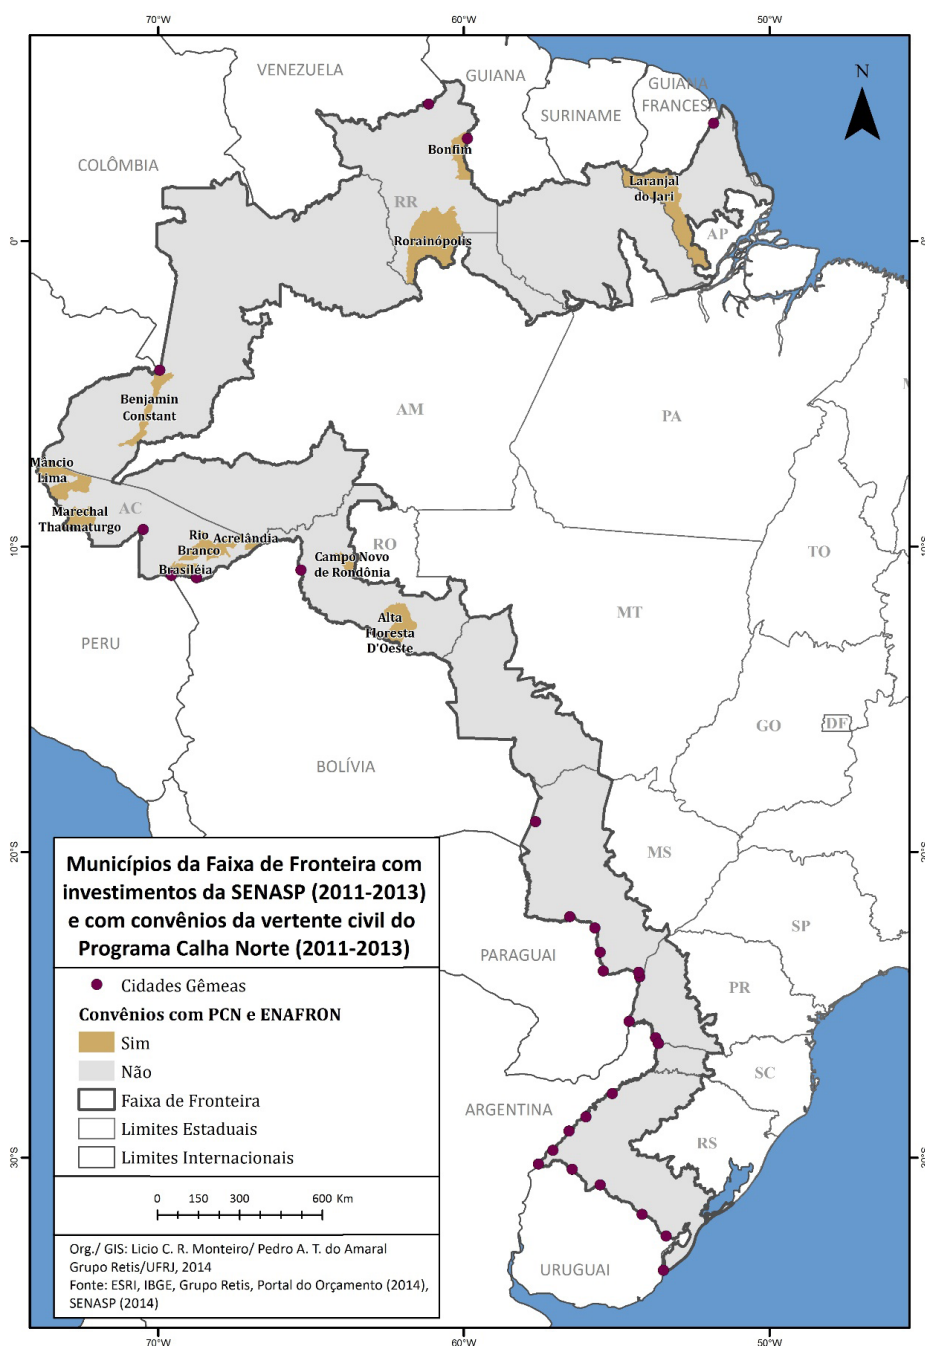 70°W
60°W
50°W
VENEZUELA
GUIANA
GUIANA
FRANCESA
SURINAME
N
COLÔMBIA
Bonfim
Laranjal
do Jari
RR
AP
Rorainópolis
0°
0°
Benjamin
Constant
AM
PA
Mâncio
Lima
AC
Marechal
Thaumaturgo
Rio
Branco
Acrelândia
Brasiléia
RO
Campo Novo
de Rondônia
10°S
10°S
TO
MT
Alta
Floresta
D'Oeste
PERU
GO
DF
BOLÍVIA
20°S
20°S
MS
SP
PARAGUAI
PR
SC
ARGENTINA
RS
30°S
30°S
URUGUAI
Municípios da Faixa de Fronteira com
investimentos da SENASP (2011-2013)
e com convênios da vertente civil do
Programa Calha Norte (2011-2013)
Cidades Gêmeas
Convênios com PCN e ENAFRON
Sim
Não
Faixa de Fronteira
Limites Estaduais
Limites Internacionais
0 150 300 600 Km
Org./ GIS: Licio C. R. Monteiro/ Pedro A. T. do Amaral
Grupo Retis/UFRJ, 2014
Fonte: ESRI, IBGE, Grupo Retis, Portal do Orçamento (2014),
SENASP (2014)
70°W
60°W
50°W